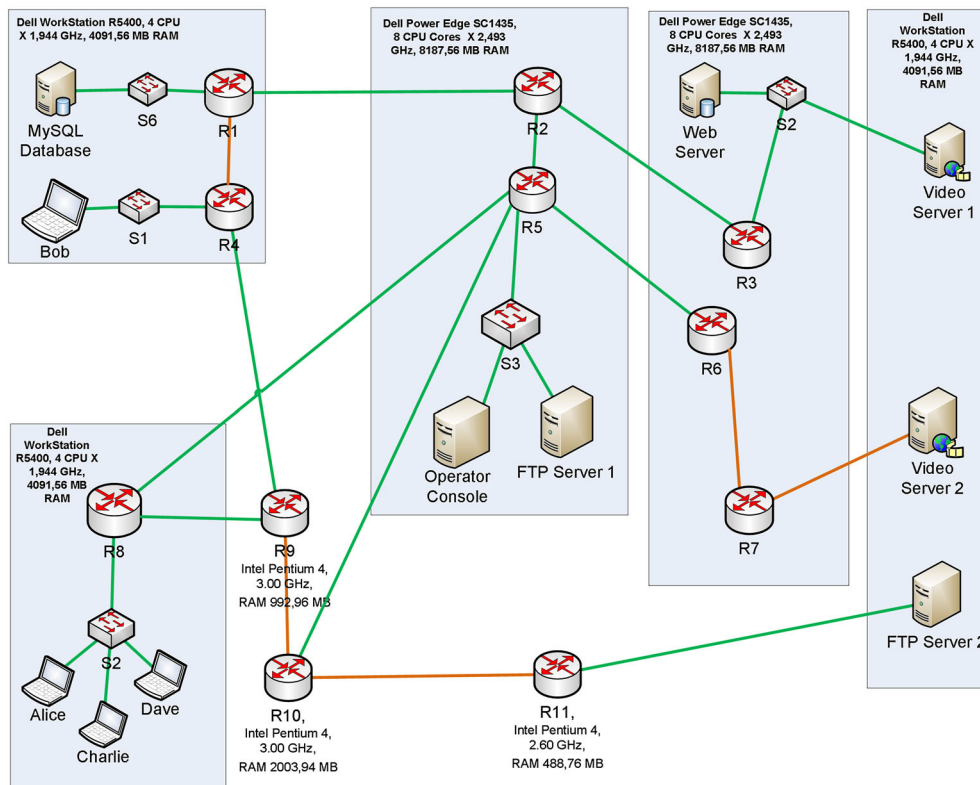 Dell WorkStation R5400, 4 CPU
X 1,944 GHz, 4091,56 MB RAM
MySQL
Database
S6
R1
Bob
S1
R4
Dell Power Edge SC1435,
8 CPU Cores X 2,493
GHz, 8187,56 MB RAM
R2
R5
S3
Operator
Console
FTP Server 1
Dell Power Edge SC1435,
8 CPU Cores X 2,493
GHz, 8187,56 MB RAM
Web
Server
S2
R3
R6
R7
Dell
WorkStation
R5400, 4 CPU
X 1,944 GHz,
4091,56 MB
RAM
Video
Server 1
Video
Server 2
FTP Server 2
Dell
WorkStation
R5400, 4 CPU X
1,944 GHz,
4091,56 MB
RAM
R8
S2
Alice
Dave
Charlie
R9
Intel Pentium 4,
3.00 GHz,
RAM 992,96 MB
R10,
Intel Pentium 4,
3.00 GHz,
RAM 2003,94 MB
R11,
Intel Pentium 4,
2.60 GHz,
RAM 488,76 MB